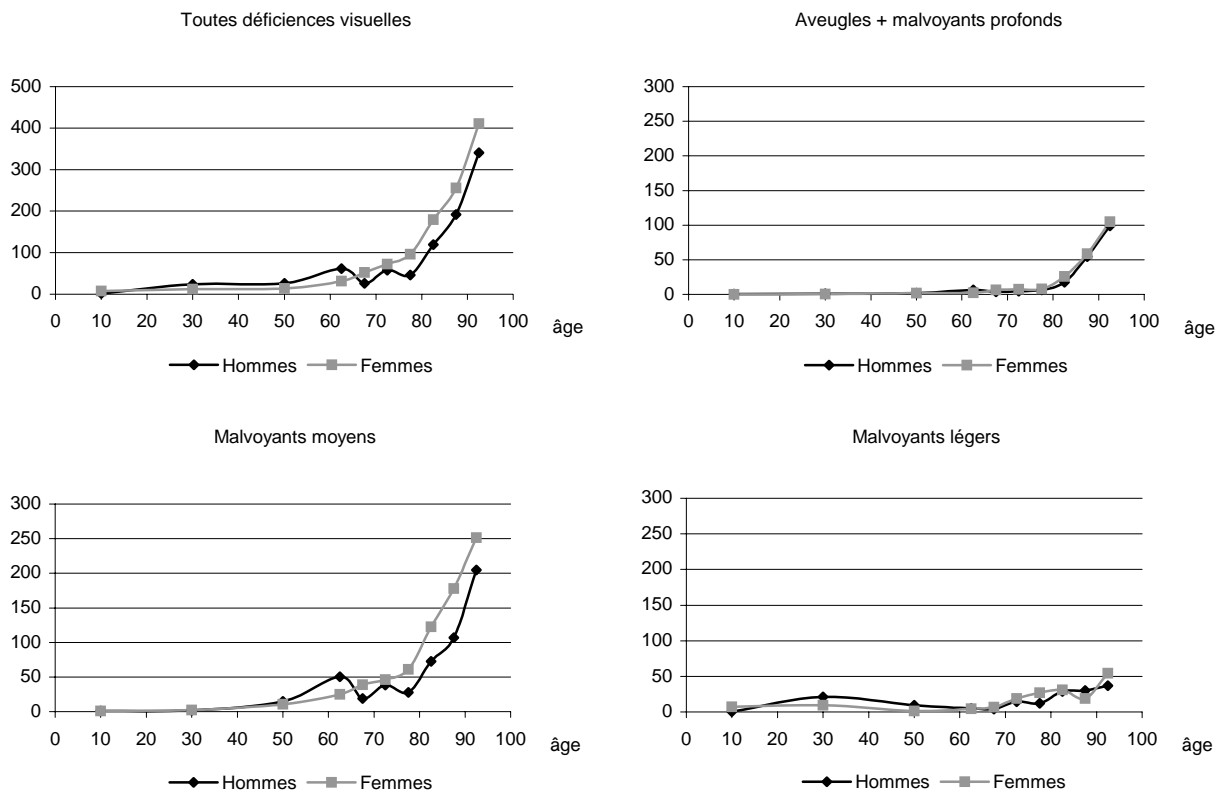 Toutes déficiences visuelles
500
400
300
200
100
0
0 10 20 30 40 50 60 70 80 90 100
âge
Hommes Femmes
Aveugles + malvoyants profonds
300
250
200
150
100
50
0
0 10 20 30 40 50 60 70 80 90 100
âge
Hommes Femmes
Malvoyants moyens
300
250
200
150
100
50
0
0 10 20 30 40 50 60 70 80 90 100
âge
Hommes Femmes
Malvoyants légers
300
250
200
150
100
50
0
0 10 20 30 40 50 60 70 80 90 100
âge
Hommes Femmes